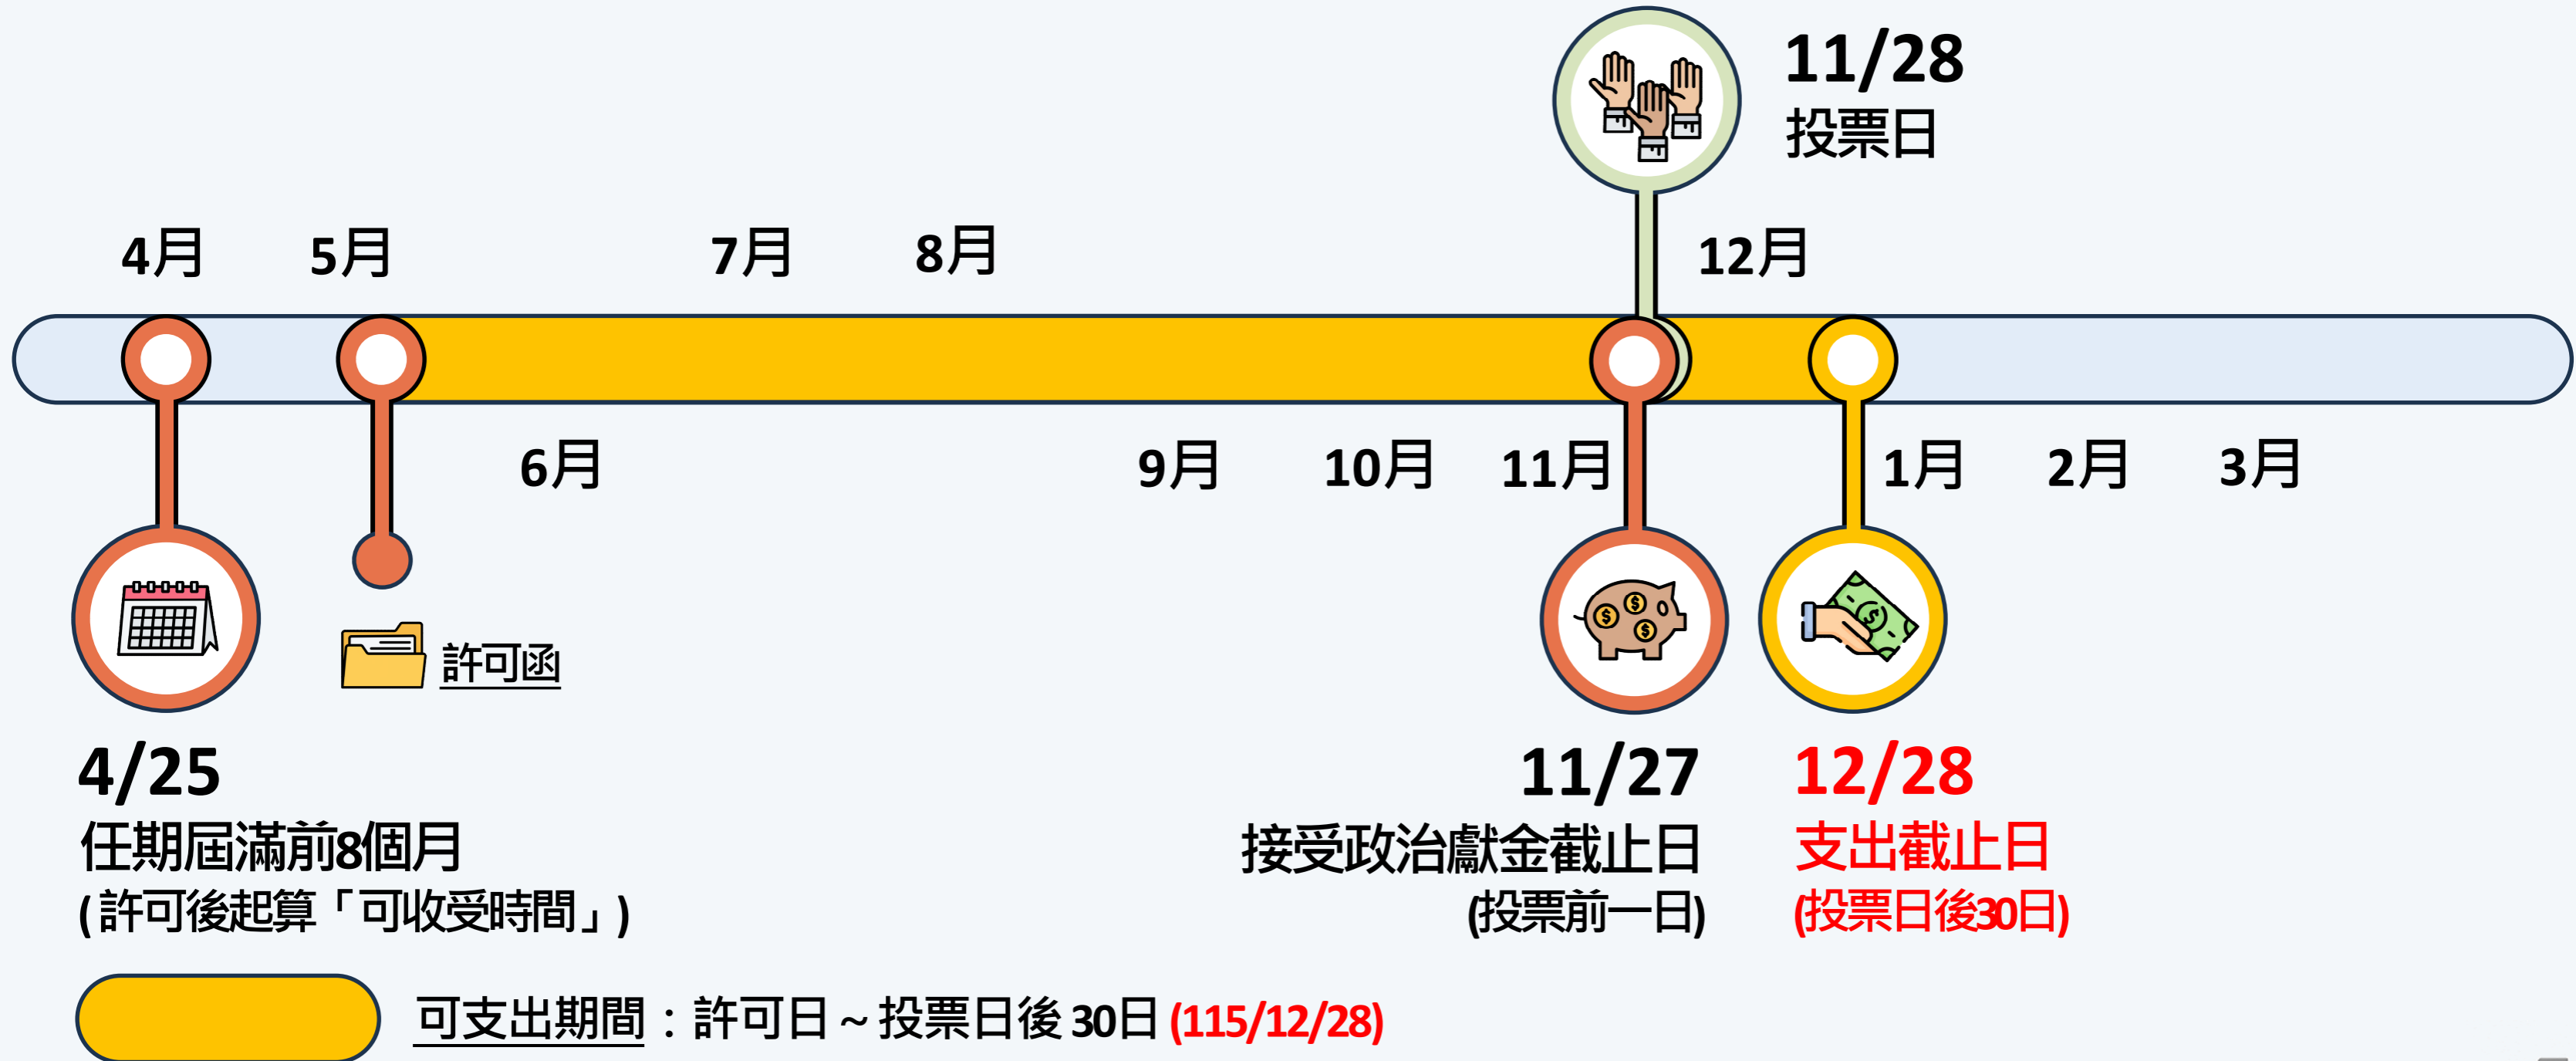 11/28
投票日
4月
5月
7月
8月
12月
6月
9月
10月
11月
1月
2月
3月
許可函
4/25
任期屆滿前8個月
(許可後起算「可收受時間」)
11/27
接受政治獻金截止日
(投票前一日)
12/28
支出截止日
(投票日後30日)
可支出期間：許可日~投票日後30日(115/12/28)